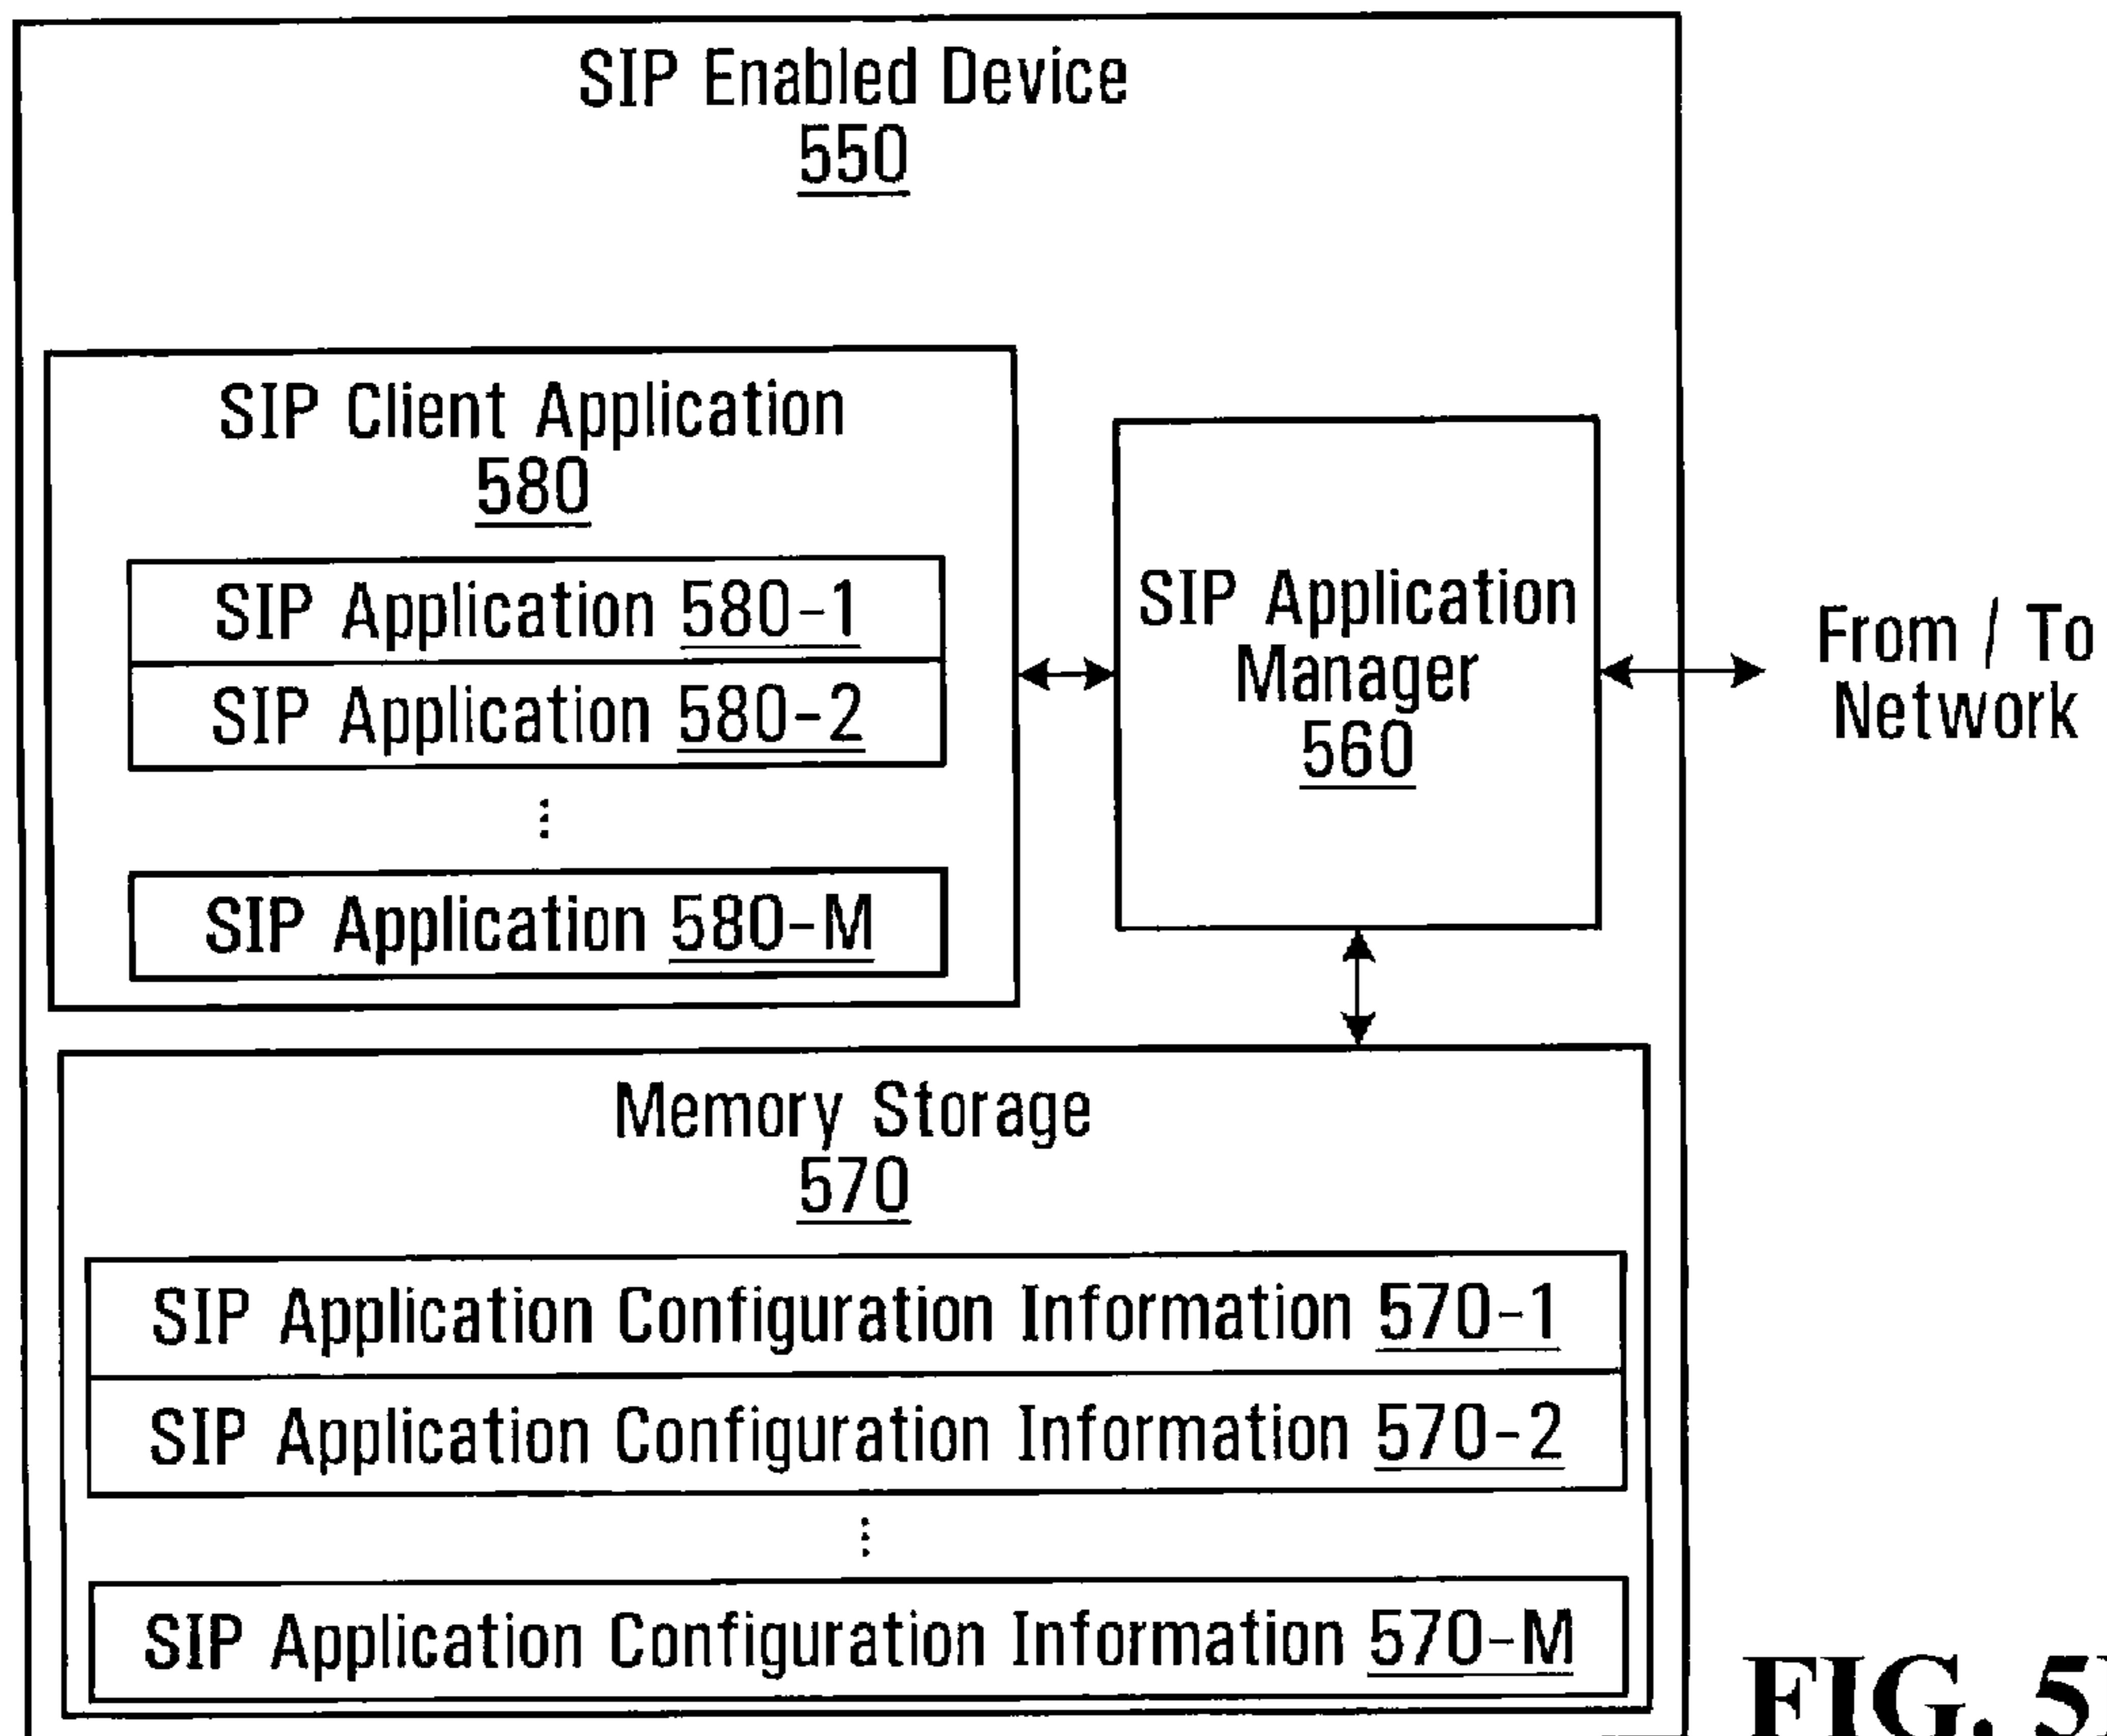 SIP Enabled Device
550
SIP Client Application
580
SIP Application 580-1
SIP Application 580-2
SIP Application 580-M
SIP Application
Manager
560
From / To
Network
Memory Storage
570
SIP Application Configuration Information 570-1
SIP Application Configuration Information 570-2
SIP Application Configuration Information 570-M
FIG.